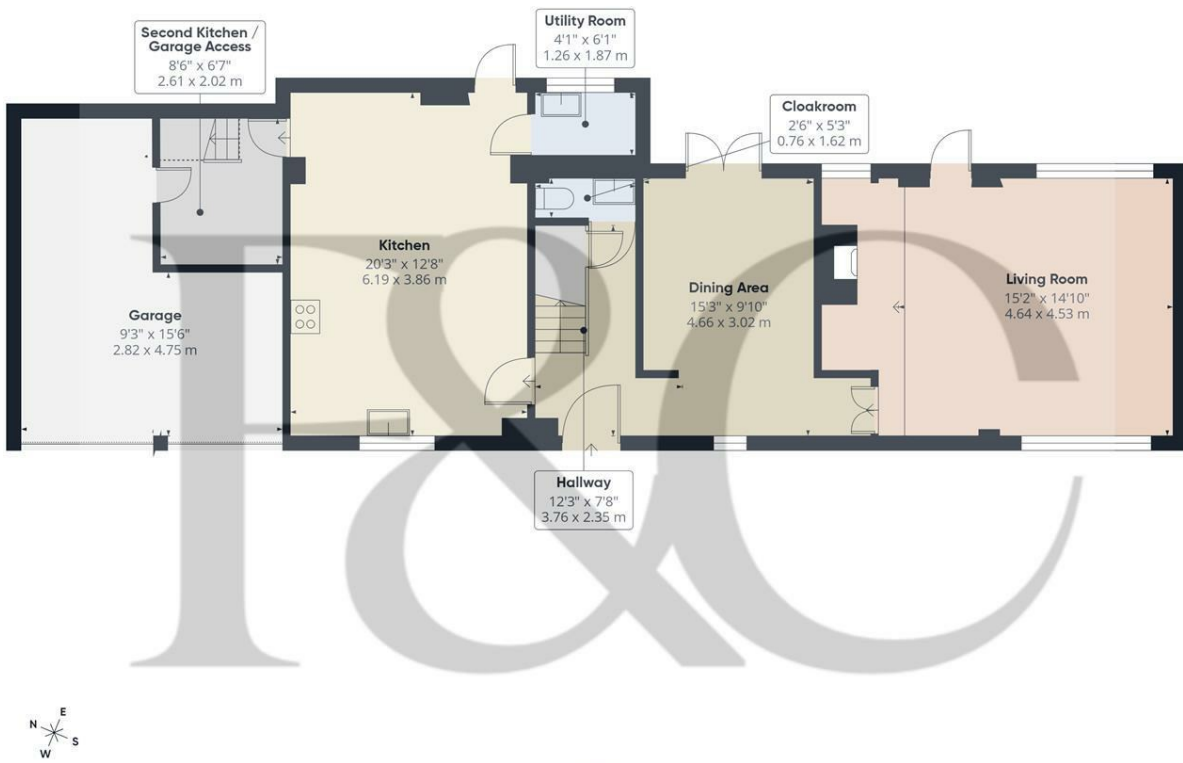 Second Kitchen /
Garage Access
8'6" x 6'7"
2.61 x 2.02 m
Utility Room
4'1" x 6'1"
1.26 x 1.87 m
Cloakroom
2'6" x 5'3"
0.76 x 1.62 m
Kitchen
20'3" x 12'8"
6.19 x 3.86 m
Dining Area
15'3" x 9'10"
4.66 x 3.02 m
Living Room
15'2" x 14'10"
4.64 x 4.53 m
Garage
9'3" x 15'6"
2.82 x 4.75 m
Hallway
12'3" x 7'8"
3.76 x 2.35 m
F&C
N E
W S